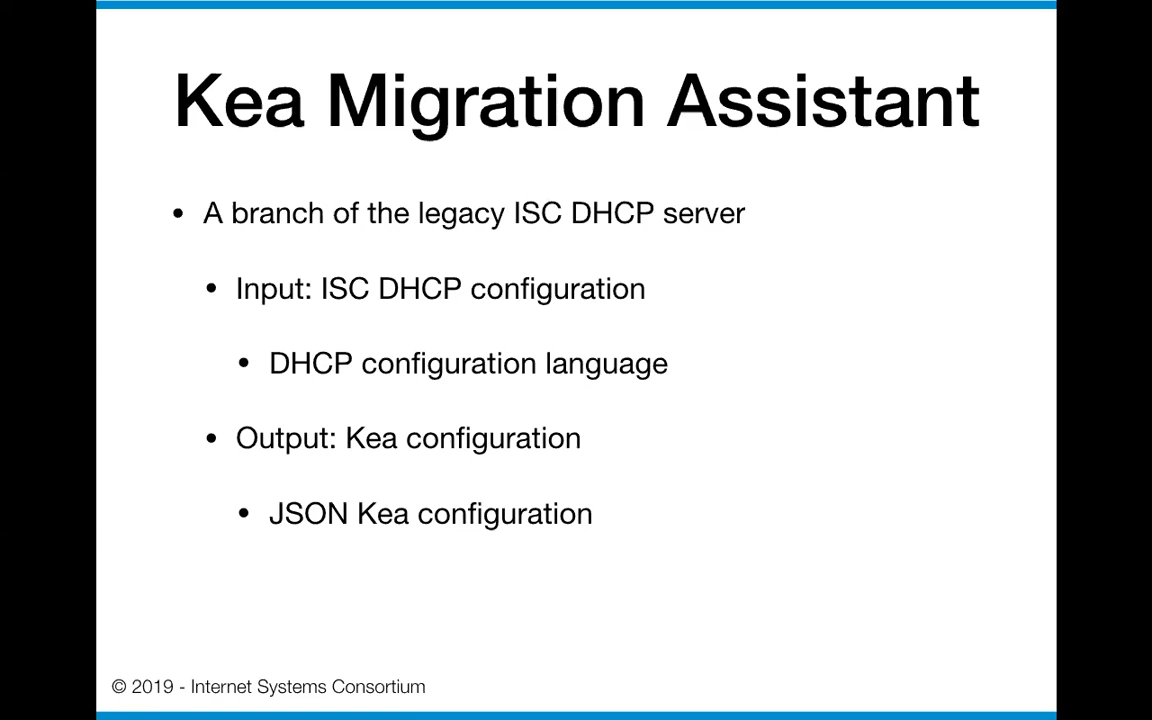 Kea Migration Assistant
• A branch of the legacy ISC DHCP server
• Input: ISC DHCP configuration
• DHCP configuration language
• Output: Kea configuration
• JSON Kea configuration
© 2019 - Internet Systems Consortium